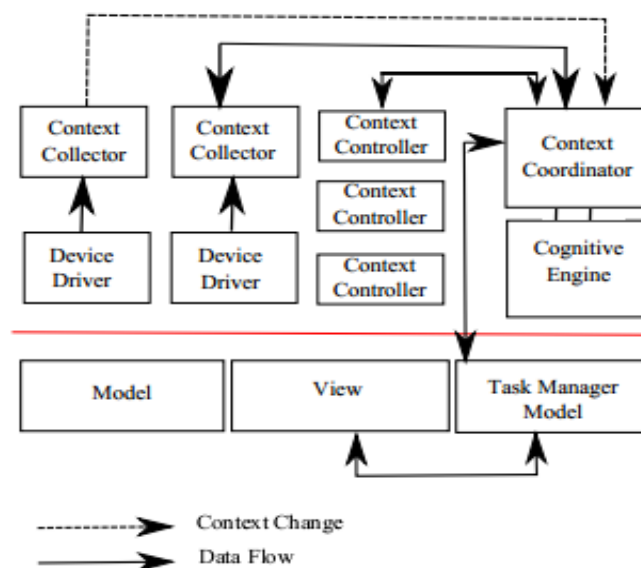 Context
Collector
Context
Collector
Context
Controller
Context
Controller
Context
Controller
Context
Coordinator
Device
Driver
Device
Driver
Cognitive
Engine
Model
View
Task Manager
Model
Context Change
Data Flow